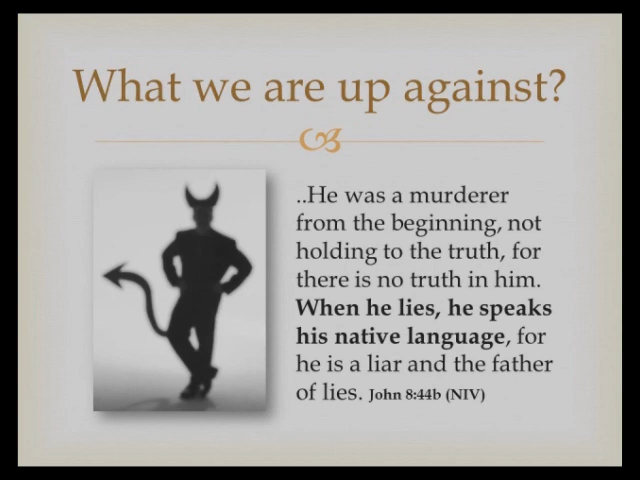 What we are up against?
..He was a murderer
from the beginning, not
holding to the truth, for
there is no truth in him.
When he lies, he speaks
his native language, for
he is a liar and the father
of lies. John 8:44b (NIV)